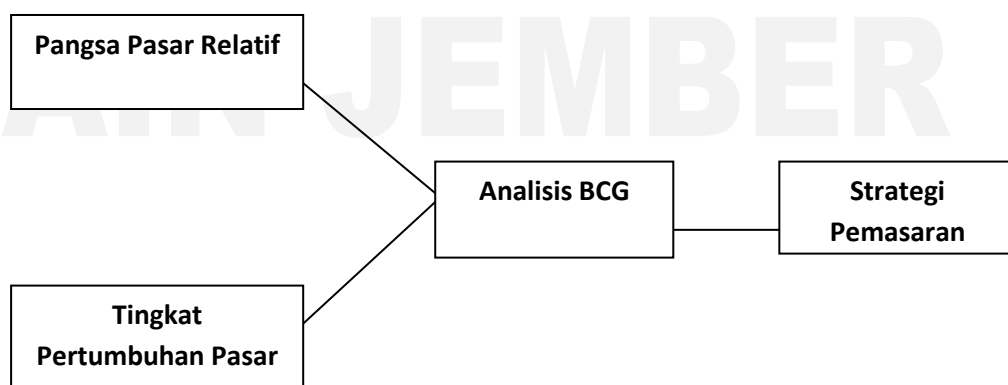 AIN JEMBER
Pangsa Pasar Relatif
Analisis BCG
Strategi
Pemasaran
Tingkat
Pertumbuhan Pasar